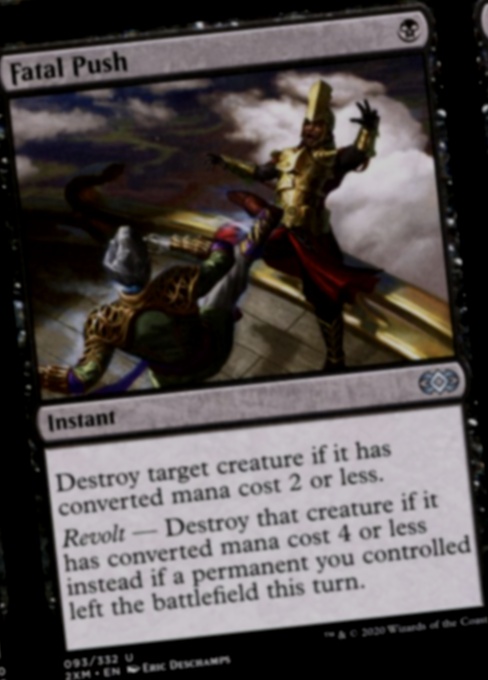 Fatal Push
Instant
Destroy target creature if it has
converted mana cost 2 or less.
Revolt — Destroy that creature if it
has converted mana cost 4 or less
instead if a permanent you controlled
left the battlefield this turn.
093/332 U
2XM • EN Eric Deschamps
™ & © 2020 Wizards of the Coast